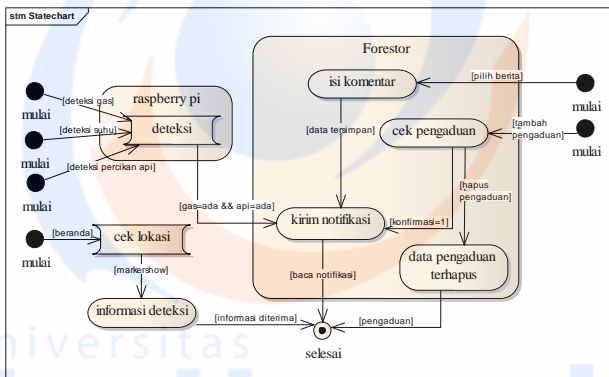 stm Statechart
Forestor
isi komentar
[pilih berita]
mulai
raspberry pi
deteksi
[deteksi gas]
mulai
[deteksi suhu]
mulai
[deteksi percikan api]
mulai
[data tersimpan]
cek pengaduan
[tambah
pengaduan]
mulai
[hapus
pengaduan]
[gas=ada && api=ada]
kirim notifikasi
[konfirmasi=1]
[beranda]
mulai
cek lokasi
[markershow]
[baca notifikasi]
data pengaduan
terhapus
informasi deteksi
[informasi diterima]
[pengaduan]
selesai
universitas